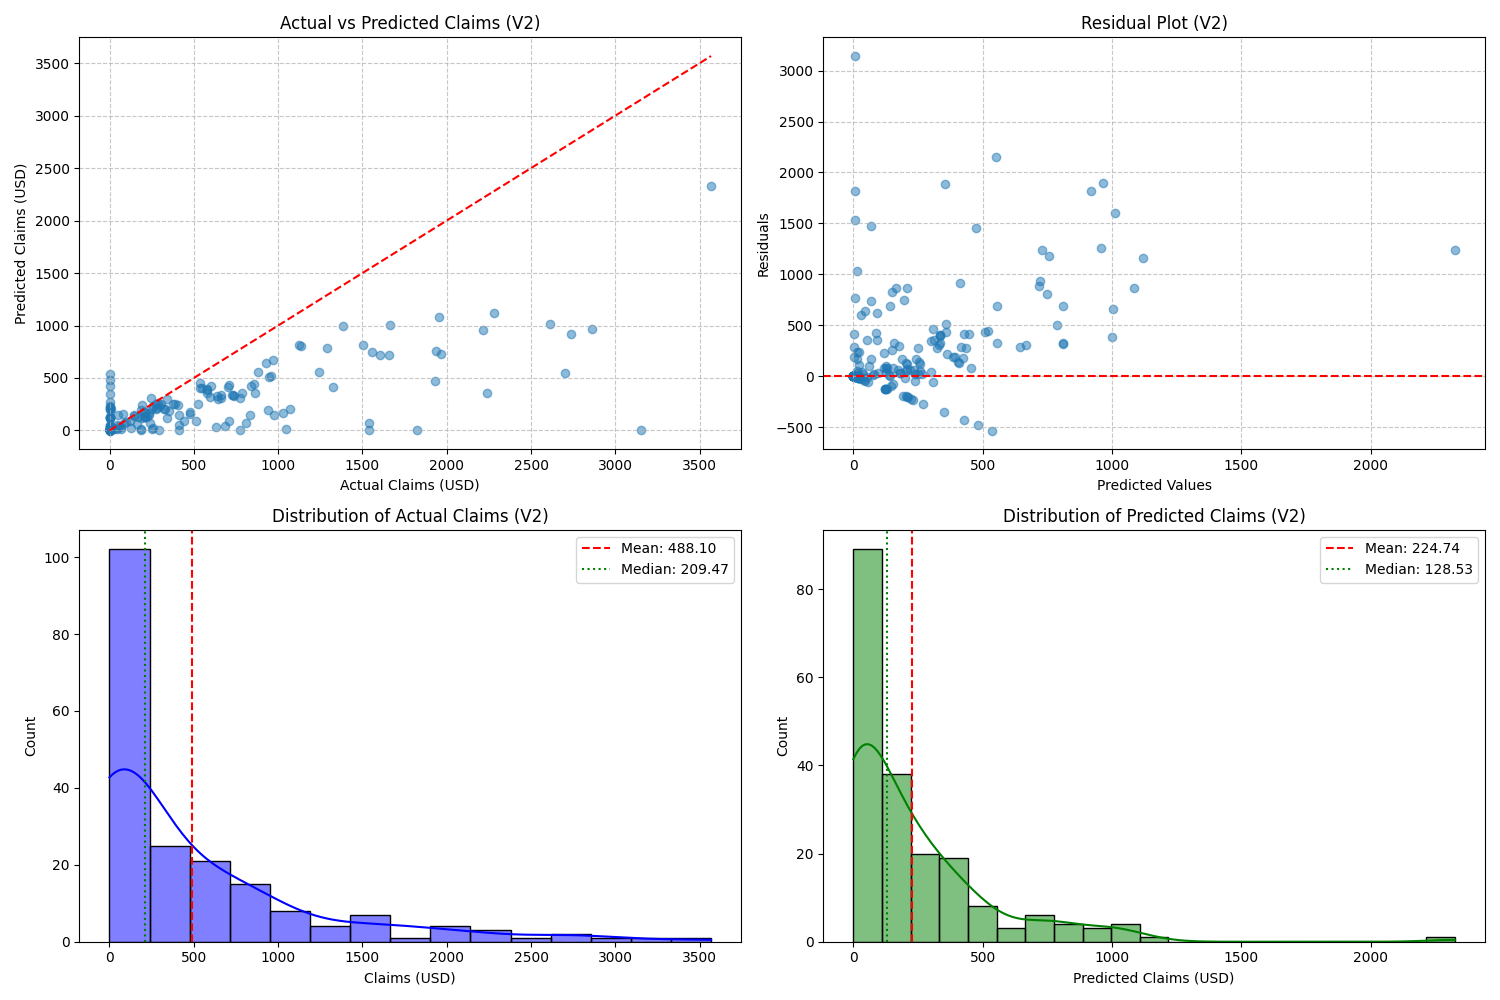 Actual vs Predicted Claims (V2)
3500
3000
2500
2000
1500
1000
500
0
Predicted Claims (USD)
0 500 1000 1500 2000 2500 3000 3500
Actual Claims (USD)
Residual Plot (V2)
3000
2500
2000
1500
1000
500
0
−500
Residuals
0 500 1000 1500 2000
Predicted Values
Distribution of Actual Claims (V2)
Mean: 488.10
Median: 209.47
100
80
60
40
20
0
Count
0 500 1000 1500 2000 2500 3000 3500
Claims (USD)
Distribution of Predicted Claims (V2)
Mean: 224.74
Median: 128.53
80
60
40
20
0
Count
0 500 1000 1500 2000
Predicted Claims (USD)